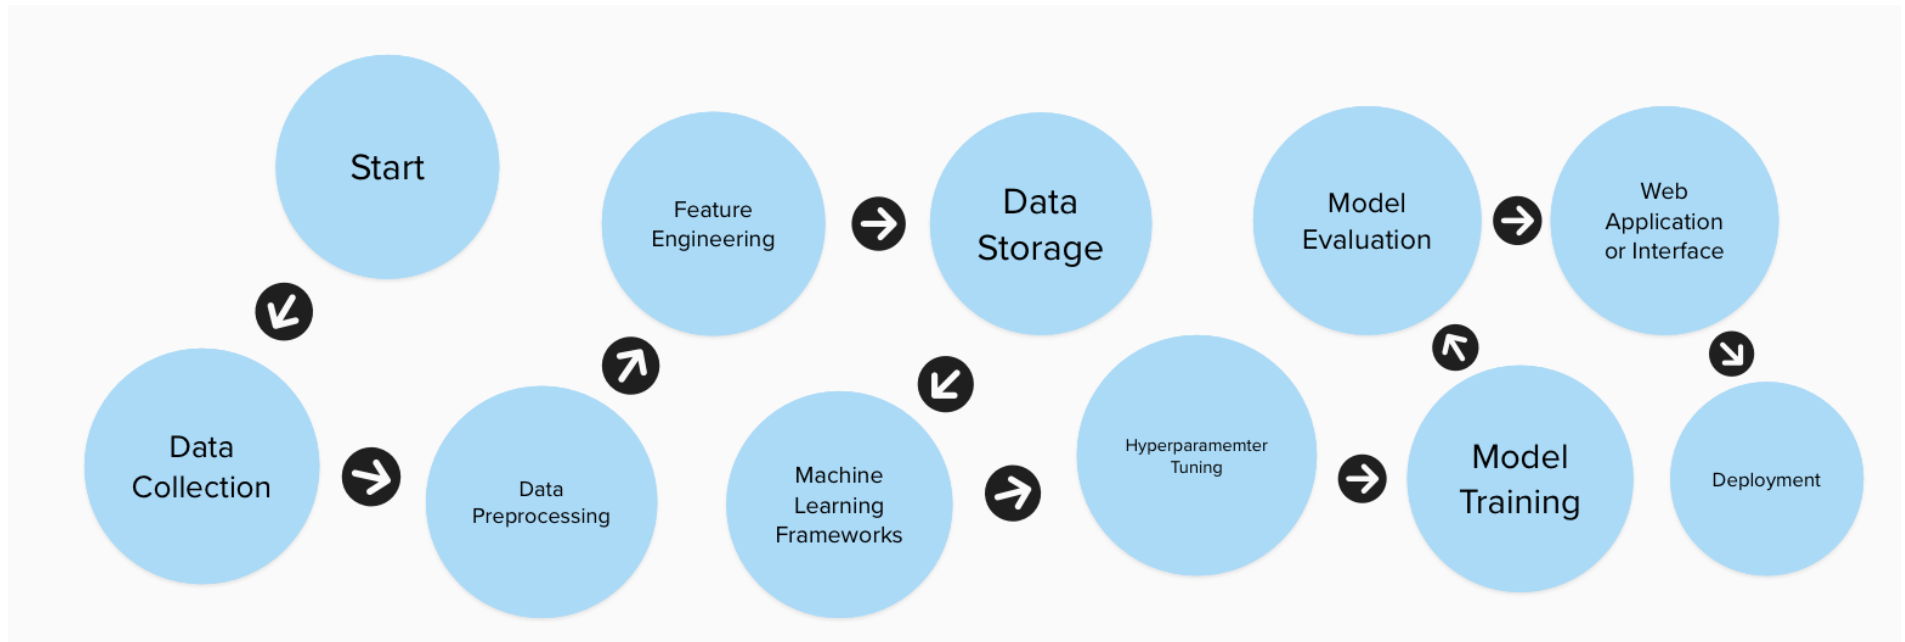 Start
Data
Collection
Data
Preprocessing
Feature
Engineering
Data
Storage
Machine
Learning
Frameworks
Hyperparamemter
Tuning
Model
Training
Model
Evaluation
Web
Application
or Interface
Deployment